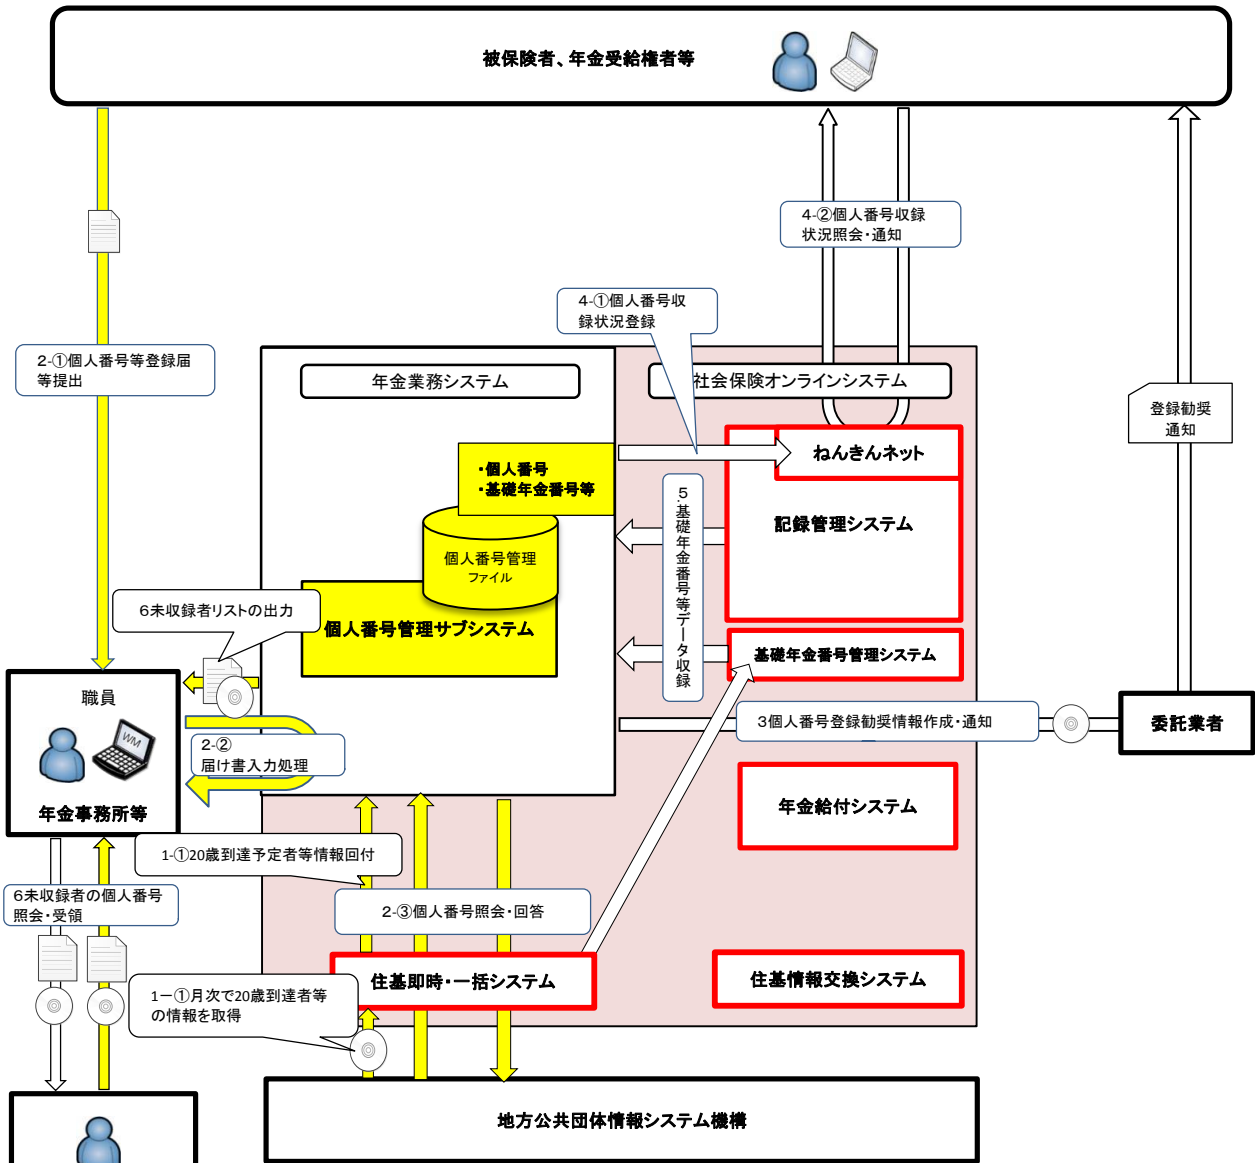 被保険者、年金受給権者等
4-②個人番号収録
状況照会・通知
4-①個人番号収
録状況登録
2-①個人番号等登録届
等提出
年金業務システム
社会保険オンラインシステム
登録勧奨
通知
・個人番号
・基礎年金番号等
ねんきんネット
記録管理システム
5.基礎年金番号等データ収録
個人番号管理
ファイル
個人番号管理サブシステム
6未収録者リストの出力
基礎年金番号管理システム
職員
WM
年金事務所等
2-②
届け書入力処理
3個人番号登録勧奨情報作成・通知
委託業者
年金給付システム
1-①20歳到達予定者等情報回付
6未収録者の個人番号
照会・受領
2-③個人番号照会・回答
住基即時・一括システム
住基情報交換システム
1ー①月次で20歳到達者等
の情報を取得
地方公共団体情報システム機構